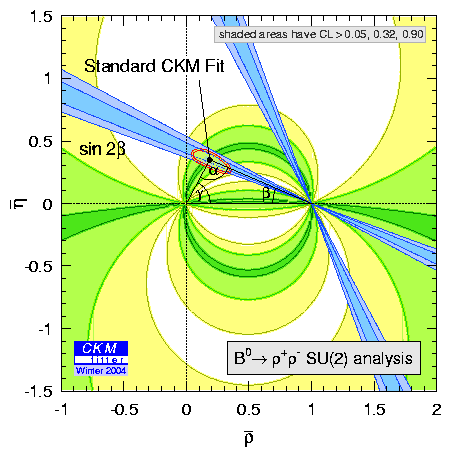 shaded areas have CL > 0.05, 0.32, 0.90
Standard CKM Fit
sin 2β
α
γ
β
B⁰→ ρ⁺ρ⁻ SU(2) analysis
CKM
fitter
Winter 2004
1.5
1
0.5
0
-0.5
-1
-1.5
η̅
-1
-0.5
0
0.5
1
1.5
2
ρ̅